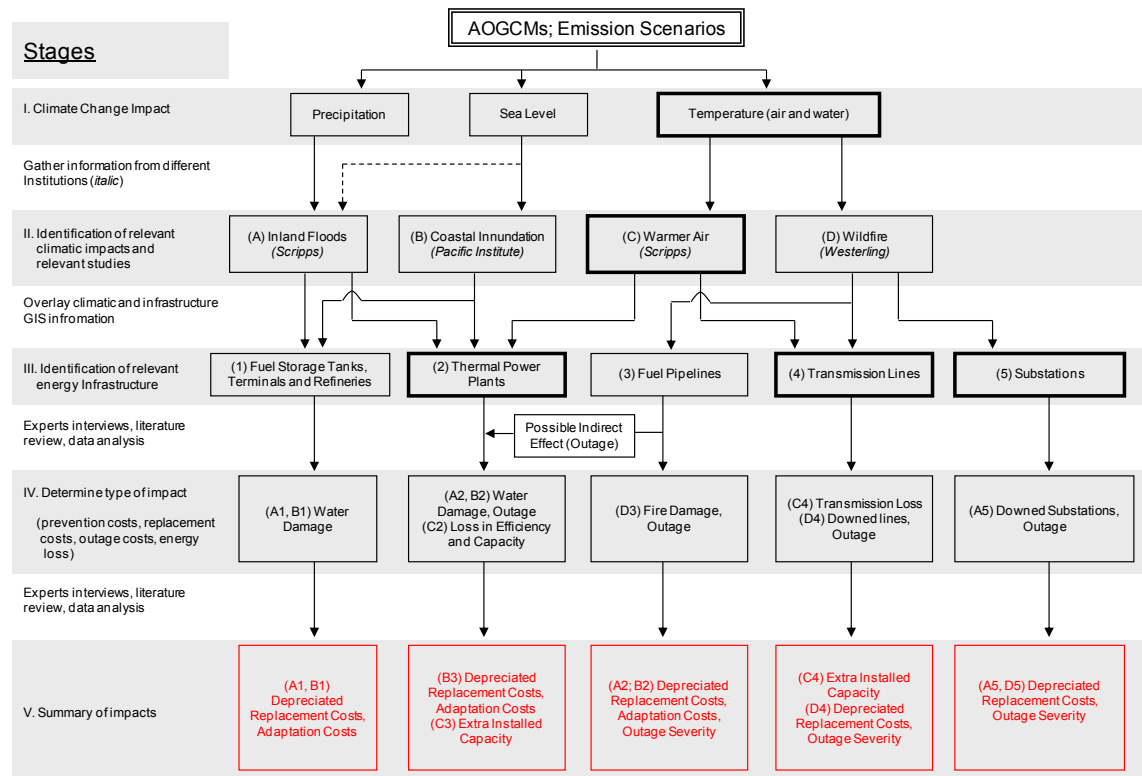 AOGCMs; Emission Scenarios
Stages
I. Climate Change Impact
Precipitation
Sea Level
Temperature (air and water)
Gather information from different
Institutions (italic)
II. Identification of relevant
climatic impacts and
relevant studies
(A) Inland Floods
(Scripps)
(B) Coastal Innundation
(Pacific Institute)
(C) Warmer Air
(Scripps)
(D) Wildfire
(Westerling)
Overlay climatic and infrastructure
GIS infromation
III. Identification of relevant
energy Infrastructure
(1) Fuel Storage Tanks,
Terminals and Refineries
(2) Thermal Power
Plants
(3) Fuel Pipelines
(4) Transmission Lines
(5) Substations
Experts interviews, literature
review, data analysis
Possible Indirect
Effect (Outage)
IV. Determine type of impact
(prevention costs, replacement
costs, outage costs, energy
loss)
(A1, B1) Water
Damage
(A2, B2) Water
Damage, Outage
(C2) Loss in Efficiency
and Capacity
(D3) Fire Damage,
Outage
(C4) Transmission Loss
(D4) Downed lines,
Outage
(A5) Downed Substations,
Outage
Experts interviews, literature
review, data analysis
V. Summary of impacts
(A1, B1)
Depreciated
Replacement Costs,
Adaptation Costs
(B3) Depreciated
Replacement Costs,
Adaptation Costs
(C3) Extra Installed
Capacity
(A2; B2) Depreciated
Replacement Costs,
Adaptation Costs,
Outage Severity
(C4) Extra Installed
Capacity
(D4) Depreciated
Replacement Costs,
Outage Severity
(A5, D5) Depreciated
Replacement Costs,
Outage Severity